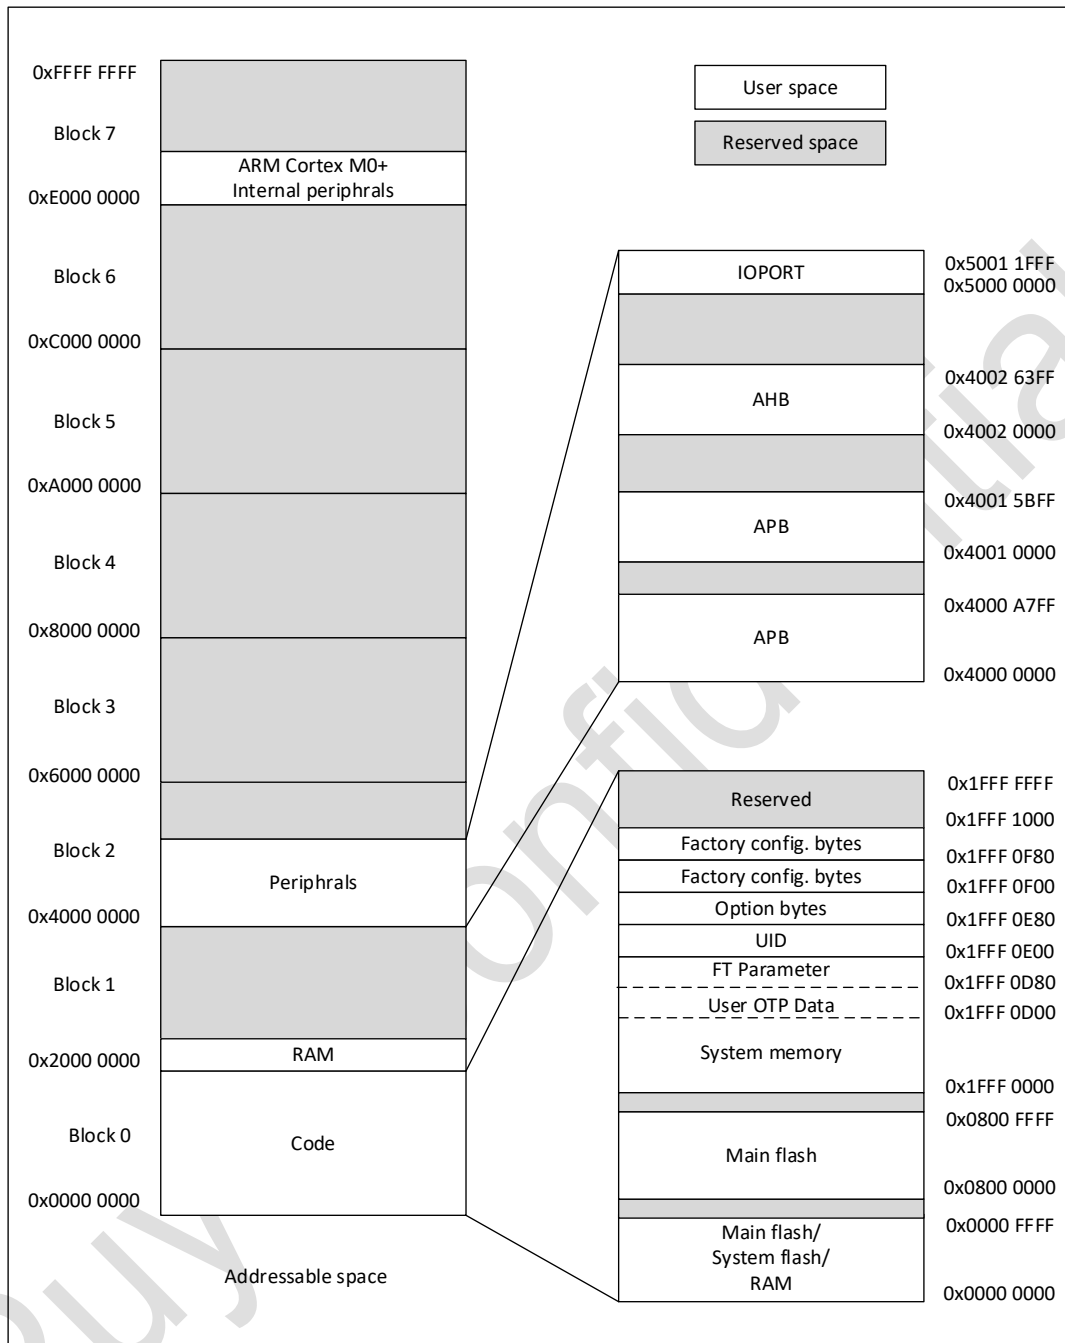 0xFFFF FFFF
Block 7
ARM Cortex M0+
Internal periphrals
0xE000 0000
Block 6
0xC000 0000
Block 5
0xA000 0000
Block 4
0x8000 0000
Block 3
0x6000 0000
Block 2
Periphrals
0x4000 0000
Block 1
0x2000 0000
RAM
Block 0
Code
0x0000 0000
Addressable space
User space
Reserved space
IOPORT
0x5001 1FFF
0x5000 0000
0x4002 63FF
AHB
0x4002 0000
0x4001 5BFF
APB
0x4001 0000
0x4000 A7FF
APB
0x4000 0000
0x1FFF FFFF
Reserved
0x1FFF 1000
Factory config. bytes
0x1FFF 0F80
Factory config. bytes
0x1FFF 0F00
Option bytes
0x1FFF 0E80
UID
0x1FFF 0E00
FT Parameter
0x1FFF 0D80
User OTP Data
0x1FFF 0D00
System memory
0x1FFF 0000
0x0800 FFFF
Main flash
0x0800 0000
0x0000 FFFF
Main flash/
System flash/
RAM
0x0000 0000